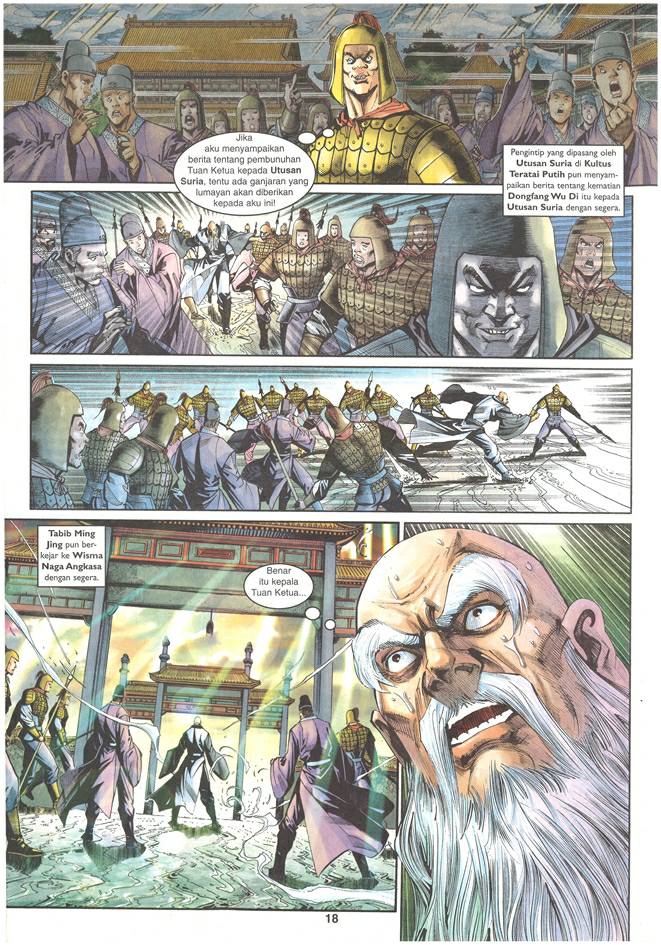 Jika
aku menyampaikan
berita tentang pembunuhan
Tuan Ketua kepada Utusan
Suria, tentu ada ganjaran yang
lumayan akan diberikan
kepada aku ini!
Pengintip yang dipasang oleh
Utusan Suria di Kultus
Teratai Putih pun menyam-
paikan berita tentang kematian
Dongfang Wu Di itu kepada
Utusan Suria dengan segera.
Tabib Ming
Jing pun ber-
kejar ke Wisma
Naga Angkasa
dengan segera.
Benar
itu kepala
Tuan Ketua...
18